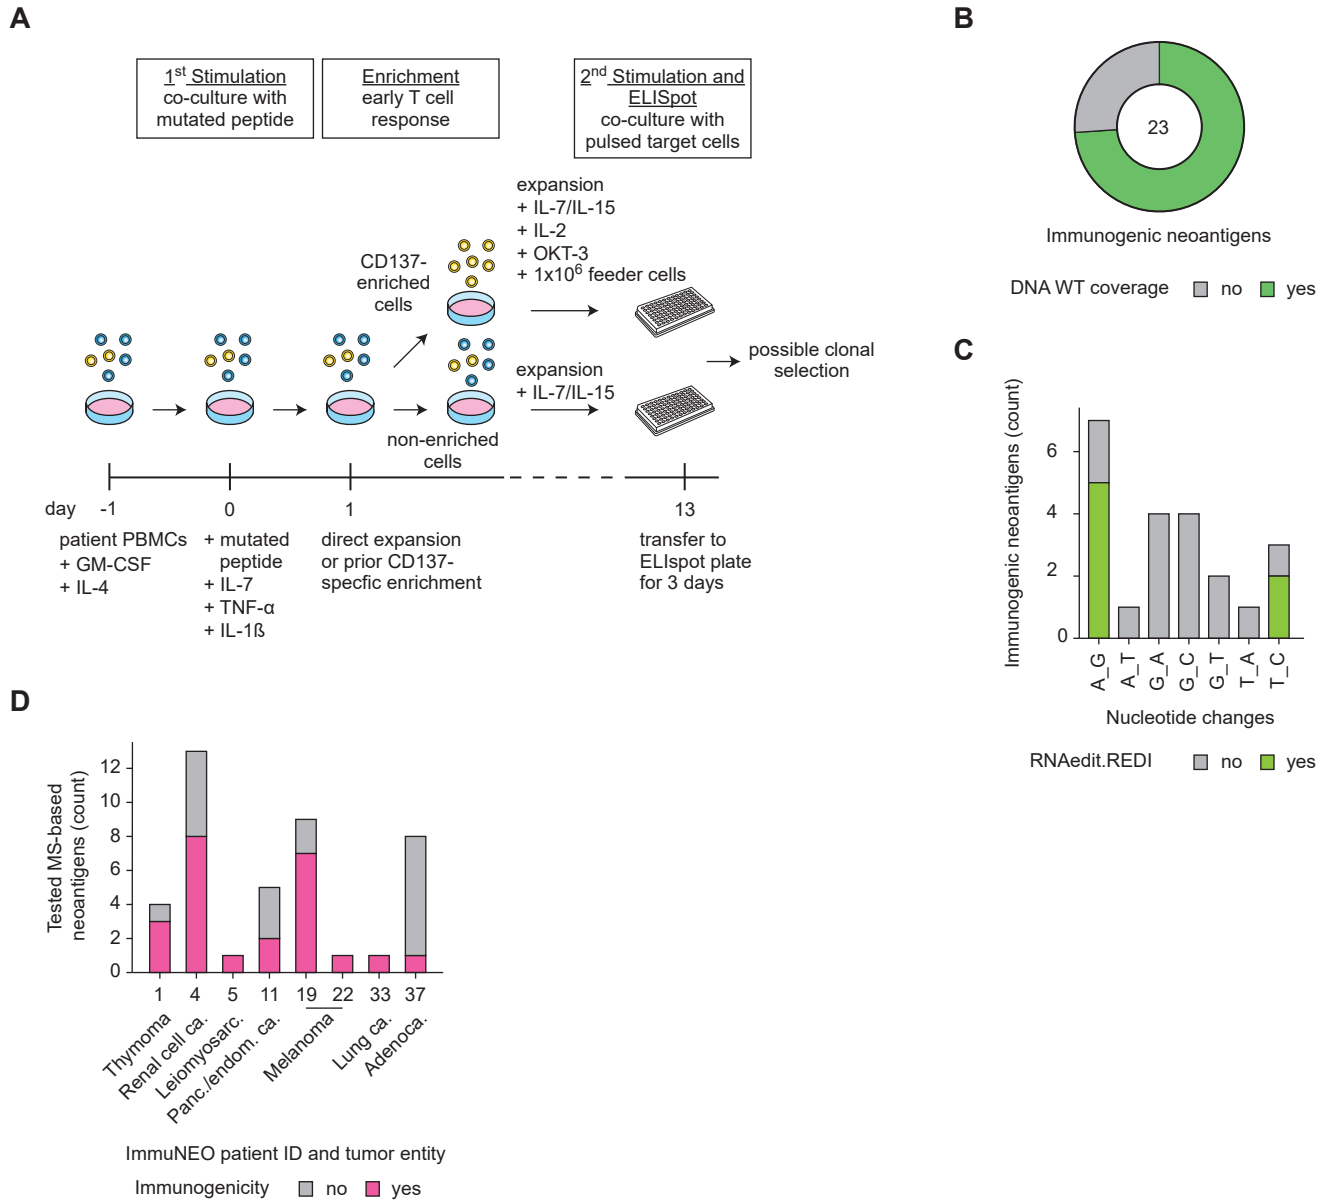 A
1st Stimulation
co-culture with
mutated peptide
Enrichment
early T cell
response
2nd Stimulation and
ELISpot
co-culture with
pulsed target cells
expansion
+ IL-7/IL-15
+ IL-2
+ OKT-3
+ 1x10^6 feeder cells
CD137-
enriched
cells
expansion
+ IL-7/IL-15
non-enriched
cells
possible clonal
selection
day -1 0 1 13
patient PBMCs
+ GM-CSF
+ IL-4
+ mutated
peptide
+ IL-7
+ TNF-α
+ IL-1ß
direct expansion
or prior CD137-
specfic enrichment
transfer to
ELIspot plate
for 3 days
B
23
Immunogenic neoantigens
DNA WT coverage no yes
C
Immunogenic neoantigens (count)
6
4
2
0
A_G A_T G_A G_C G_T T_A T_C
Nucleotide changes
RNAedit.REDI no yes
D
Tested MS-based
neoantigens (count)
12
10
8
6
4
2
0
1 4 5 11 19 22 33 37
Thymoma
Renal cell ca.
Leiomyosarc.
Panc./endom. ca.
Melanoma
Lung ca.
Adenoca.
ImmuNEO patient ID and tumor entity
Immunogenicity no yes